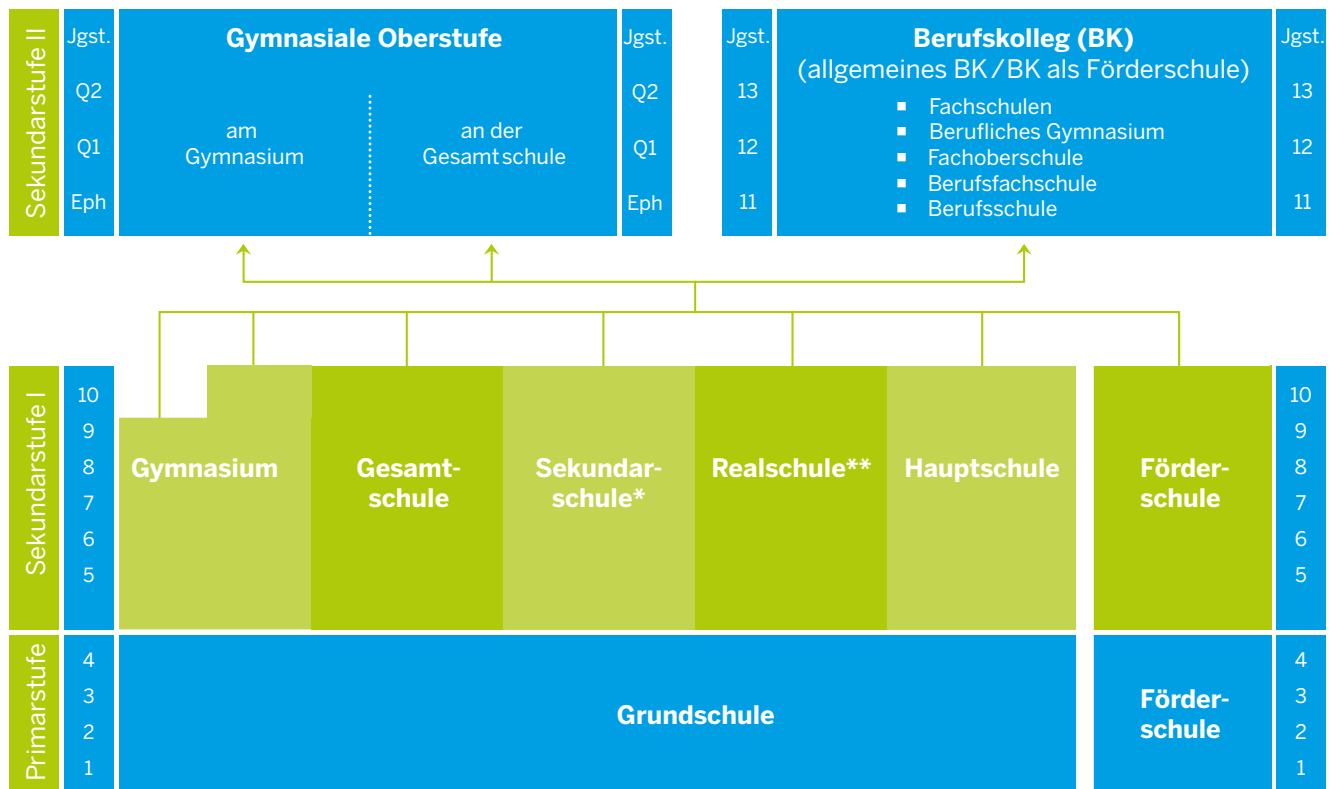 Sekundarstufe II
Jgst.
Q2
Q1
Eph
Gymnasiale Oberstufe
am
Gymnasium
an der
Gesamtschule
Jgst.
Q2
Q1
Eph
Jgst.
13
12
11
Berufskolleg (BK)
(allgemeines BK/BK als Förderschule)
▪ Fachschulen
▪ Berufliches Gymnasium
▪ Fachoberschule
▪ Berufsfachschule
▪ Berufsschule
Jgst.
13
12
11
Sekundarstufe I
10
9
8
7
6
5
Gymnasium
Gesamt-
schule
Sekundar-
schule*
Realschule**
Hauptschule
Förder-
schule
10
9
8
7
6
5
Primarstufe
4
3
2
1
Grundschule
Förder-
schule
4
3
2
1